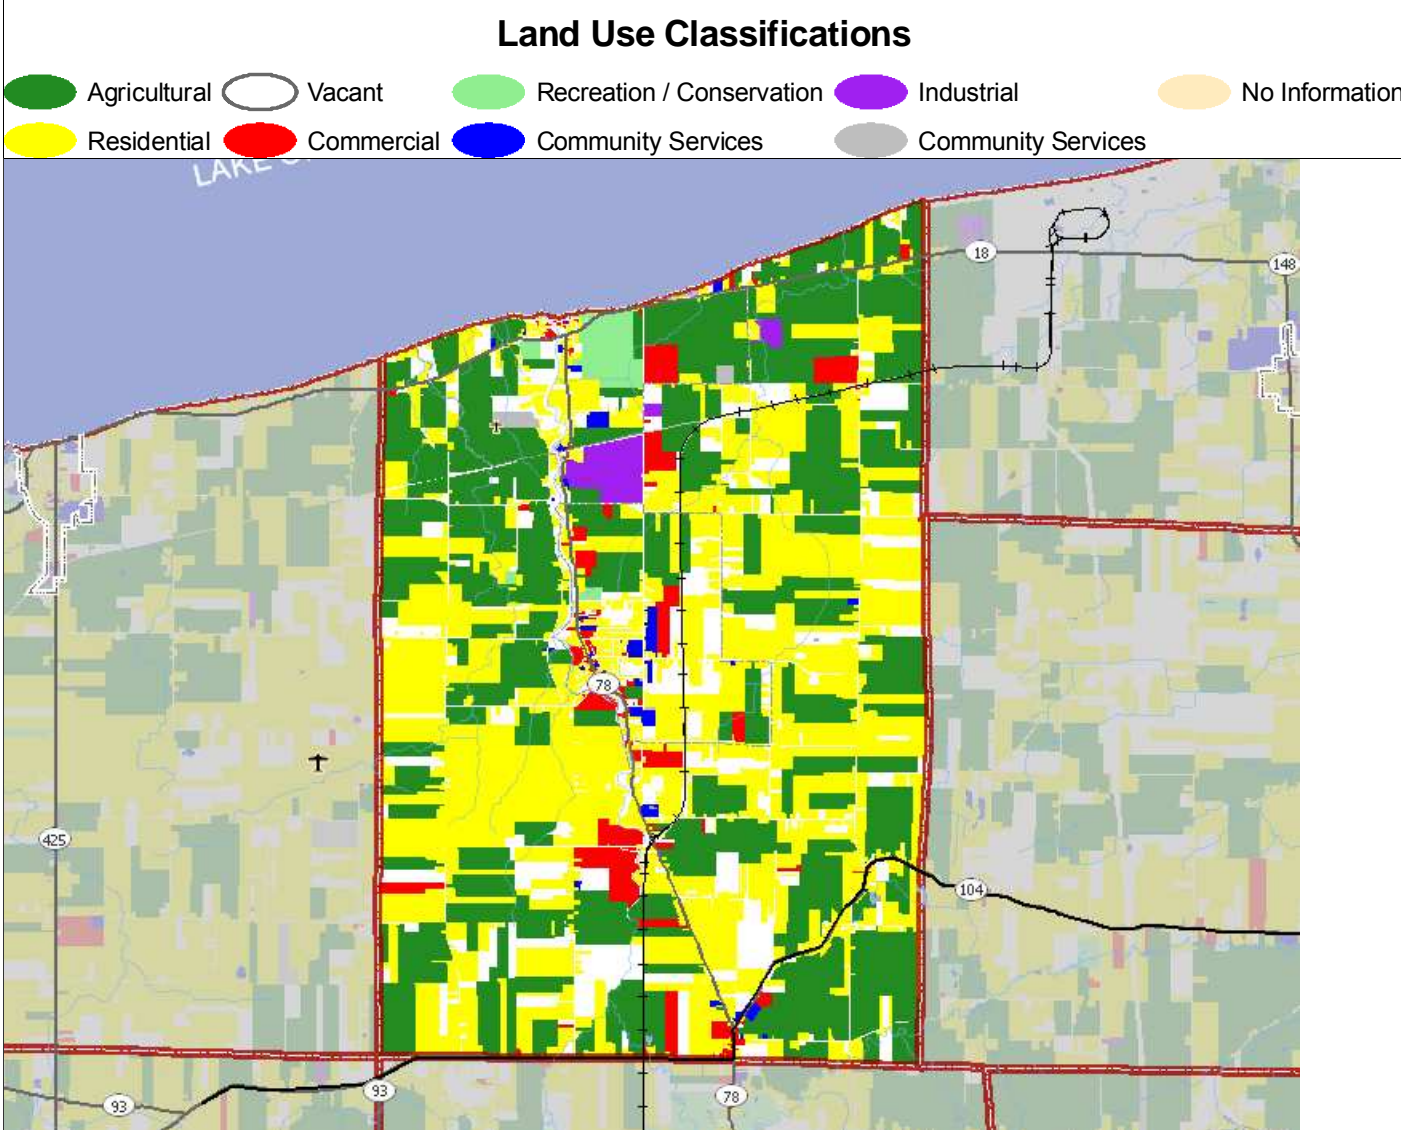 Land Use Classifications
Agricultural Vacant Recreation / Conservation Industrial No Information
Residential Commercial Community Services Community Services
LAKE
18
148
78
425
104
93
93
78